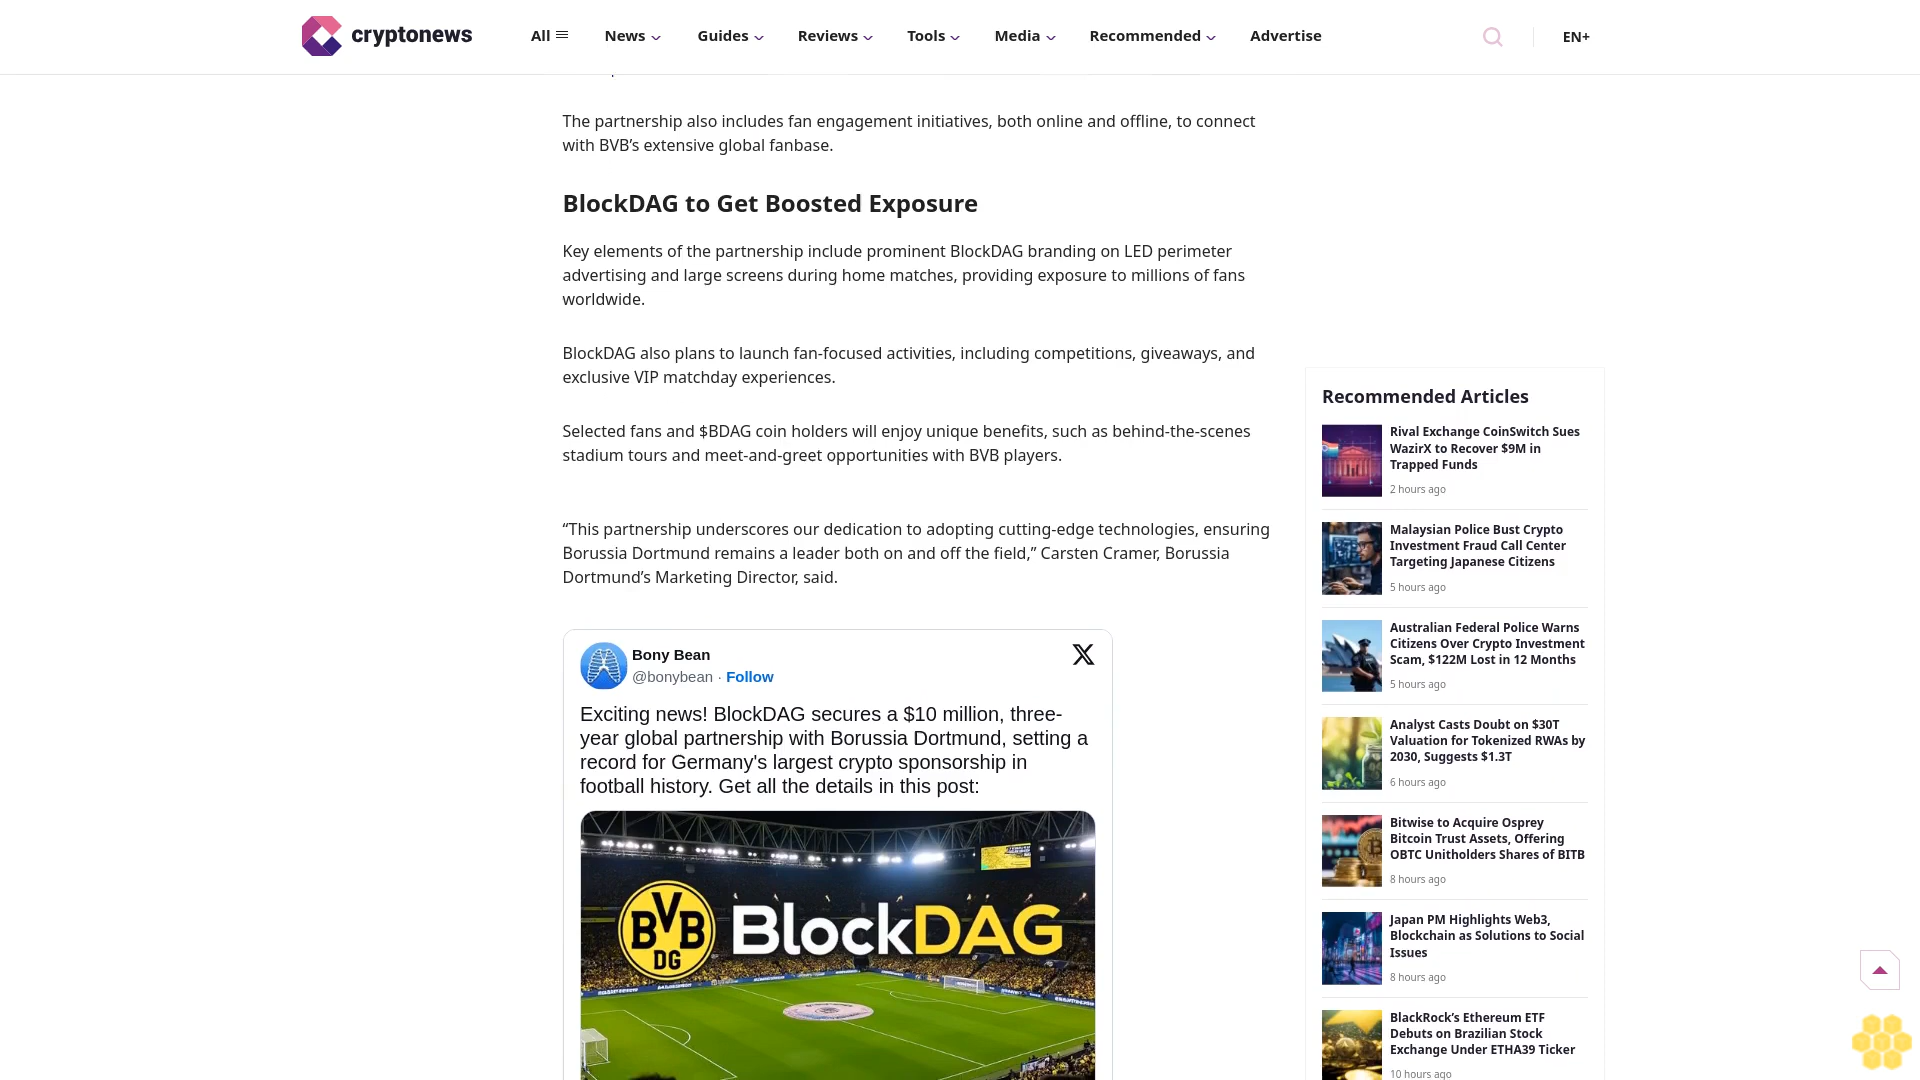 cryptonews
All
News
Guides
Reviews
Tools
Media
Recommended
Advertise
EN+
The partnership also includes fan engagement initiatives, both online and offline, to connect
with BVB’s extensive global fanbase.
BlockDAG to Get Boosted Exposure
Key elements of the partnership include prominent BlockDAG branding on LED perimeter
advertising and large screens during home matches, providing exposure to millions of fans
worldwide.
BlockDAG also plans to launch fan-focused activities, including competitions, giveaways, and
exclusive VIP matchday experiences.
Selected fans and $BDAG coin holders will enjoy unique benefits, such as behind-the-scenes
stadium tours and meet-and-greet opportunities with BVB players.
“This partnership underscores our dedication to adopting cutting-edge technologies, ensuring
Borussia Dortmund remains a leader both on and off the field,” Carsten Cramer, Borussia
Dortmund’s Marketing Director, said.
Bony Bean
@bonybean · Follow
Exciting news! BlockDAG secures a $10 million, three-
year global partnership with Borussia Dortmund, setting a
record for Germany's largest crypto sponsorship in
football history. Get all the details in this post:
BVB
DG
BlockDAG
Recommended Articles
Rival Exchange CoinSwitch Sues
WazirX to Recover $9M in
Trapped Funds
2 hours ago
Malaysian Police Bust Crypto
Investment Fraud Call Center
Targeting Japanese Citizens
5 hours ago
Australian Federal Police Warns
Citizens Over Crypto Investment
Scam, $122M Lost in 12 Months
5 hours ago
Analyst Casts Doubt on $30T
Valuation for Tokenized RWAs by
2030, Suggests $1.3T
6 hours ago
Bitwise to Acquire Osprey
Bitcoin Trust Assets, Offering
OBTC Unitholders Shares of BITB
8 hours ago
Japan PM Highlights Web3,
Blockchain as Solutions to Social
Issues
8 hours ago
BlackRock’s Ethereum ETF
Debuts on Brazilian Stock
Exchange Under ETHA39 Ticker
10 hours ago